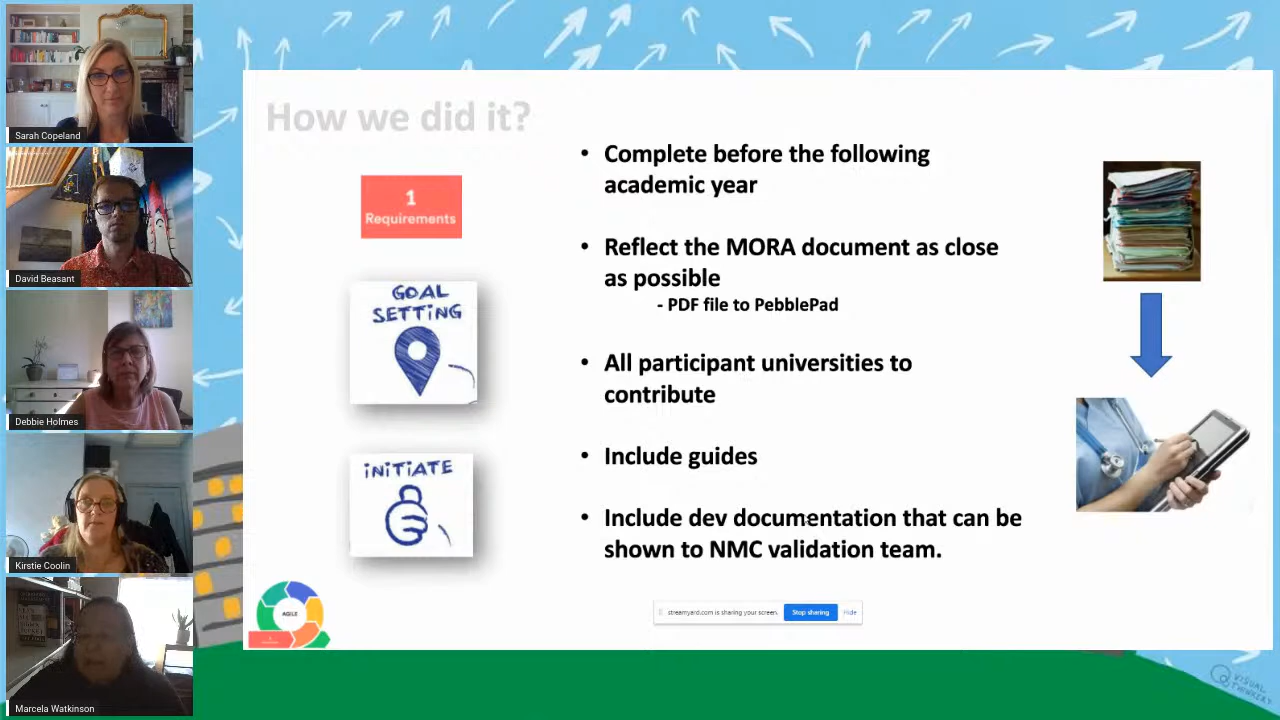 Sarah Copeland
David Beasant
Debbie Holmes
Kirstie Coolin
Marcela Watkinson
How we did it?
1
Requirements
GOAL
SETTING
INITIATE
AGILE
• Complete before the following
academic year
• Reflect the MORA document as close
as possible
- PDF file to PebblePad
• All participant universities to
contribute
• Include guides
• Include dev documentation that can be
shown to NMC validation team.
streamyard.com is sharing your screen.
Stop sharing
Hide
VISUAL
THINKERY